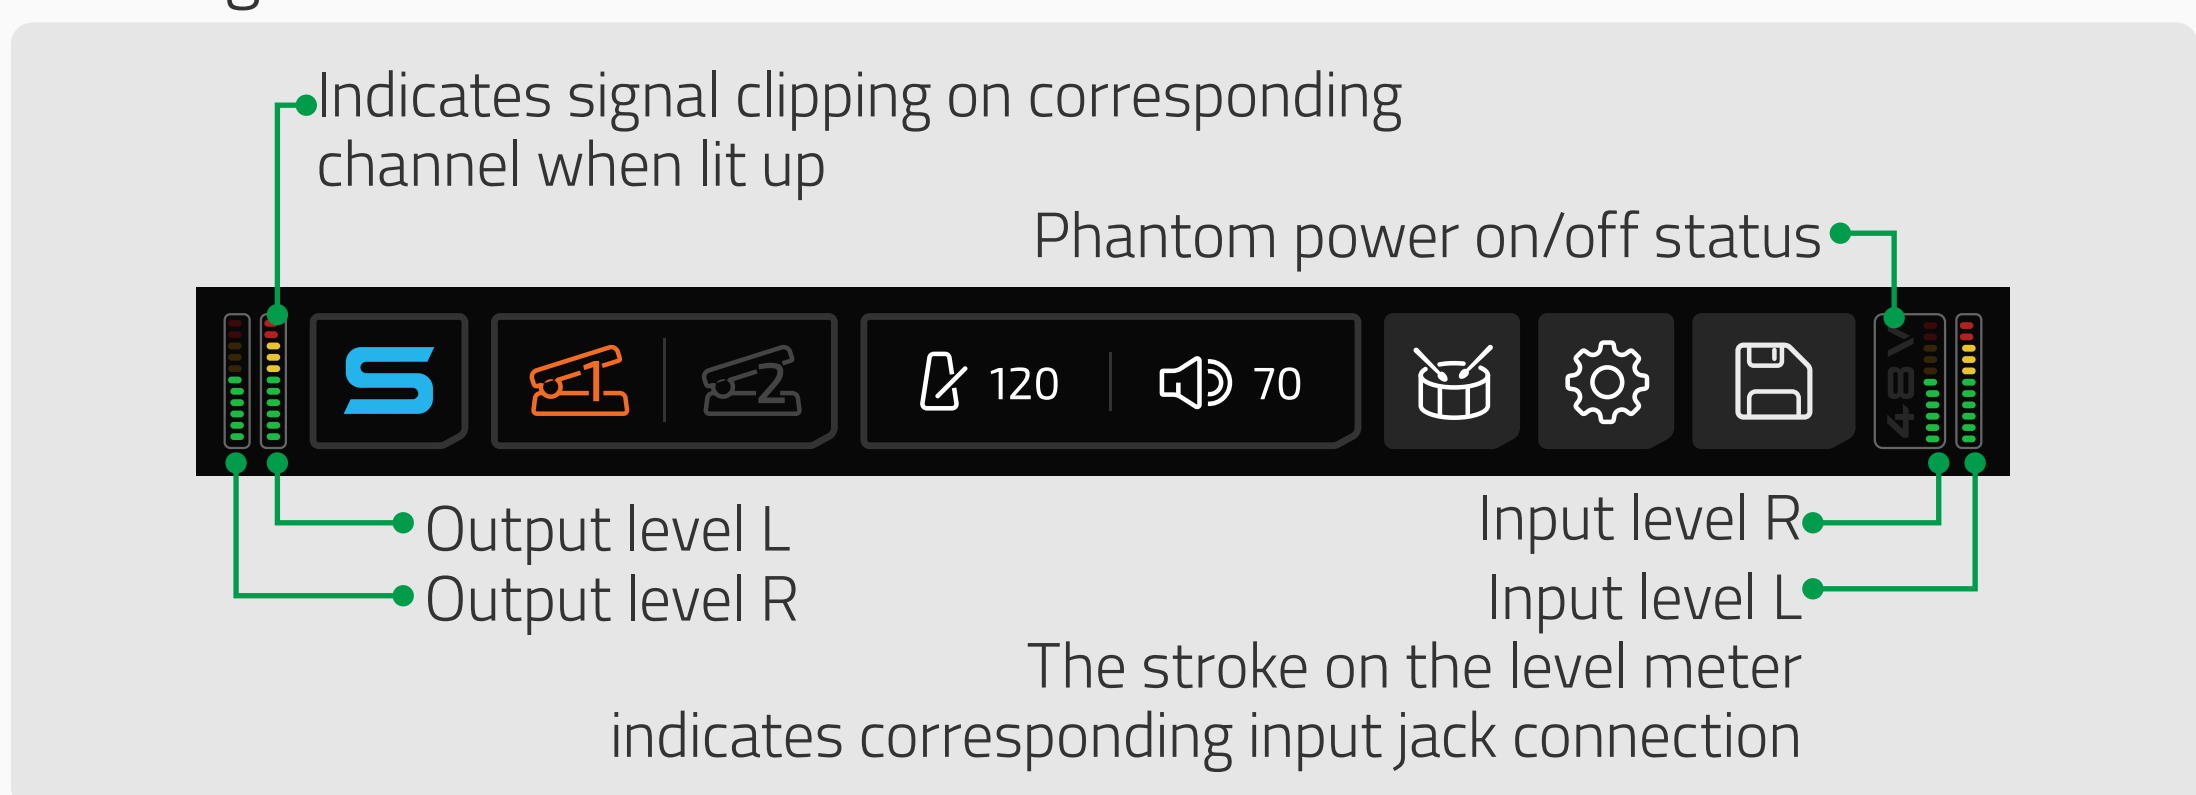 Indicates signal clipping on corresponding
channel when lit up
Phantom power on/off status
S
1
2
120
70
48V
Output level L
Output level R
Input level R
Input level L
The stroke on the level meter
indicates corresponding input jack connection